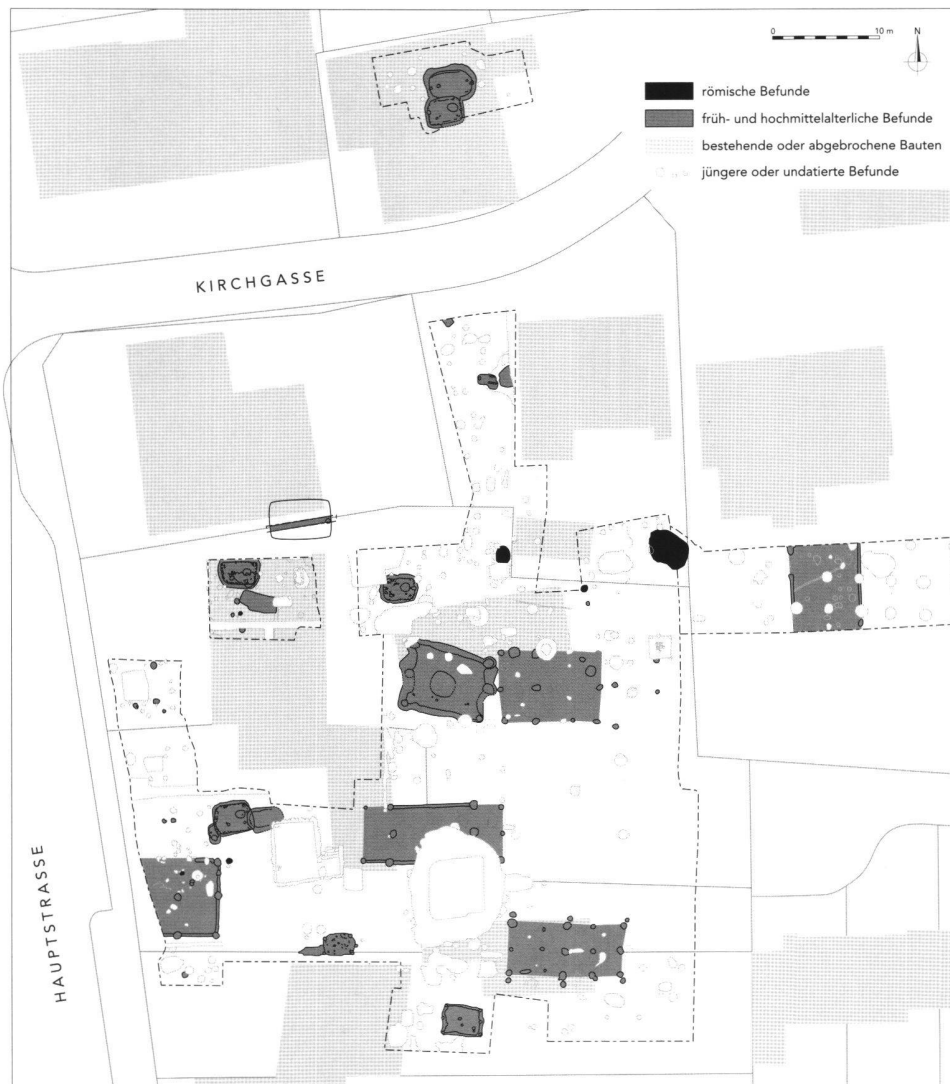 0 10 m N
römische Befunde
früh- und hochmittelalterliche Befunde
bestehende oder abgebrochene Bauten
jüngere oder undatierte Befunde
KIRCHGASSE
HAUPTSTRASSE